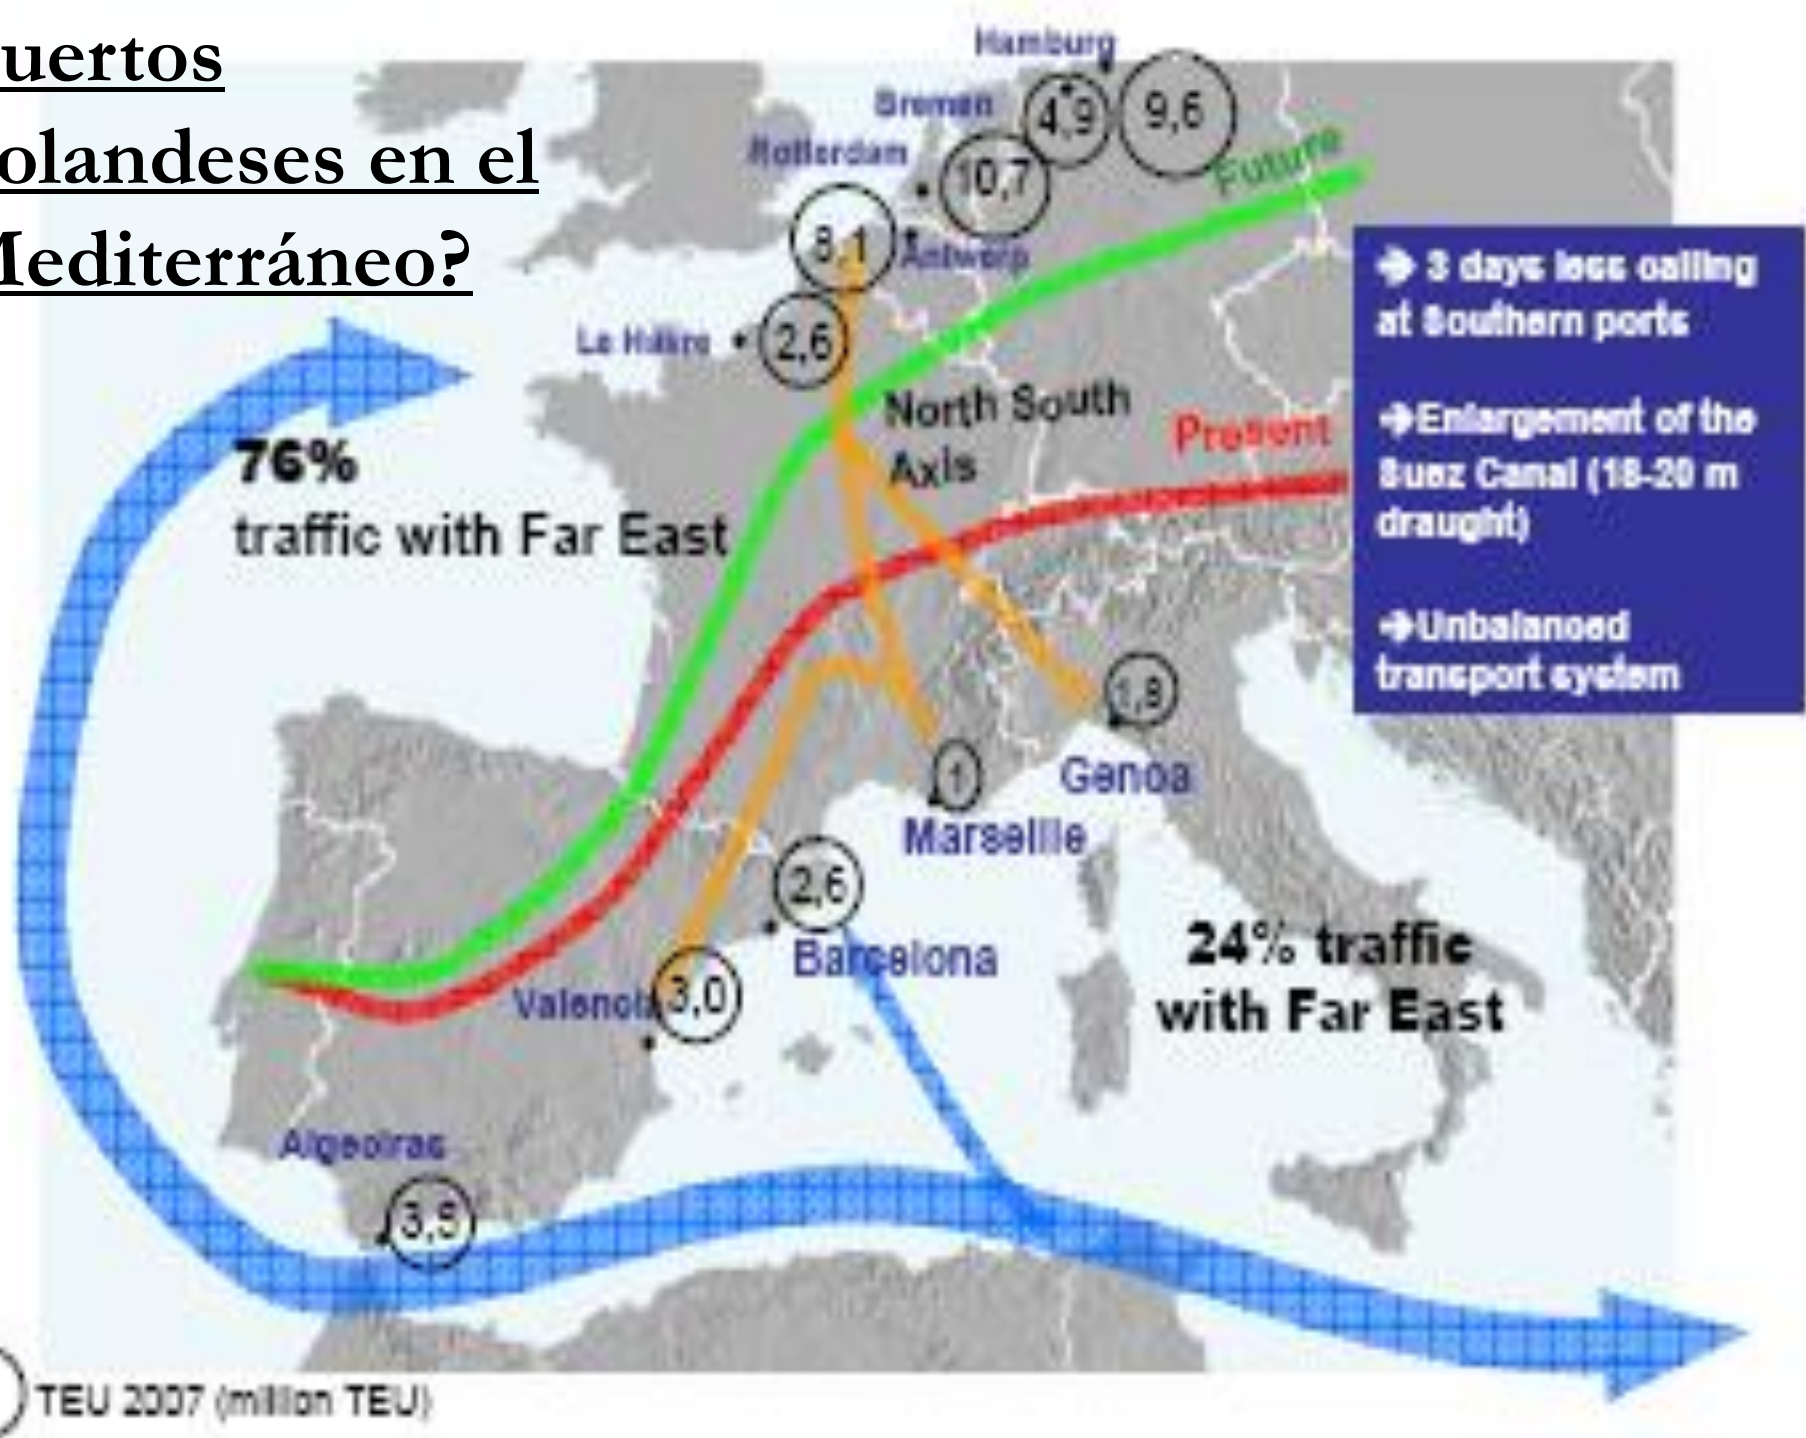 uertos
olandeses en el
Mediterráneo?
Hamburg
Bremen
4,9
9,6
Rotterdam
10,7
Future
8,1
Antwerp
Le Havre
2,6
North South
Axis
Present
76%
traffic with Far East
→ 3 days less calling
at Southern ports
→Enlargement of the
Suez Canal (18-20 m
draught)
→Unbalanced
transport system
1,8
Genoa
1
Marseille
2,6
Barcelona
24% traffic
with Far East
Valencia
3,0
Algeciras
3,5
TEU 2007 (million TEU)